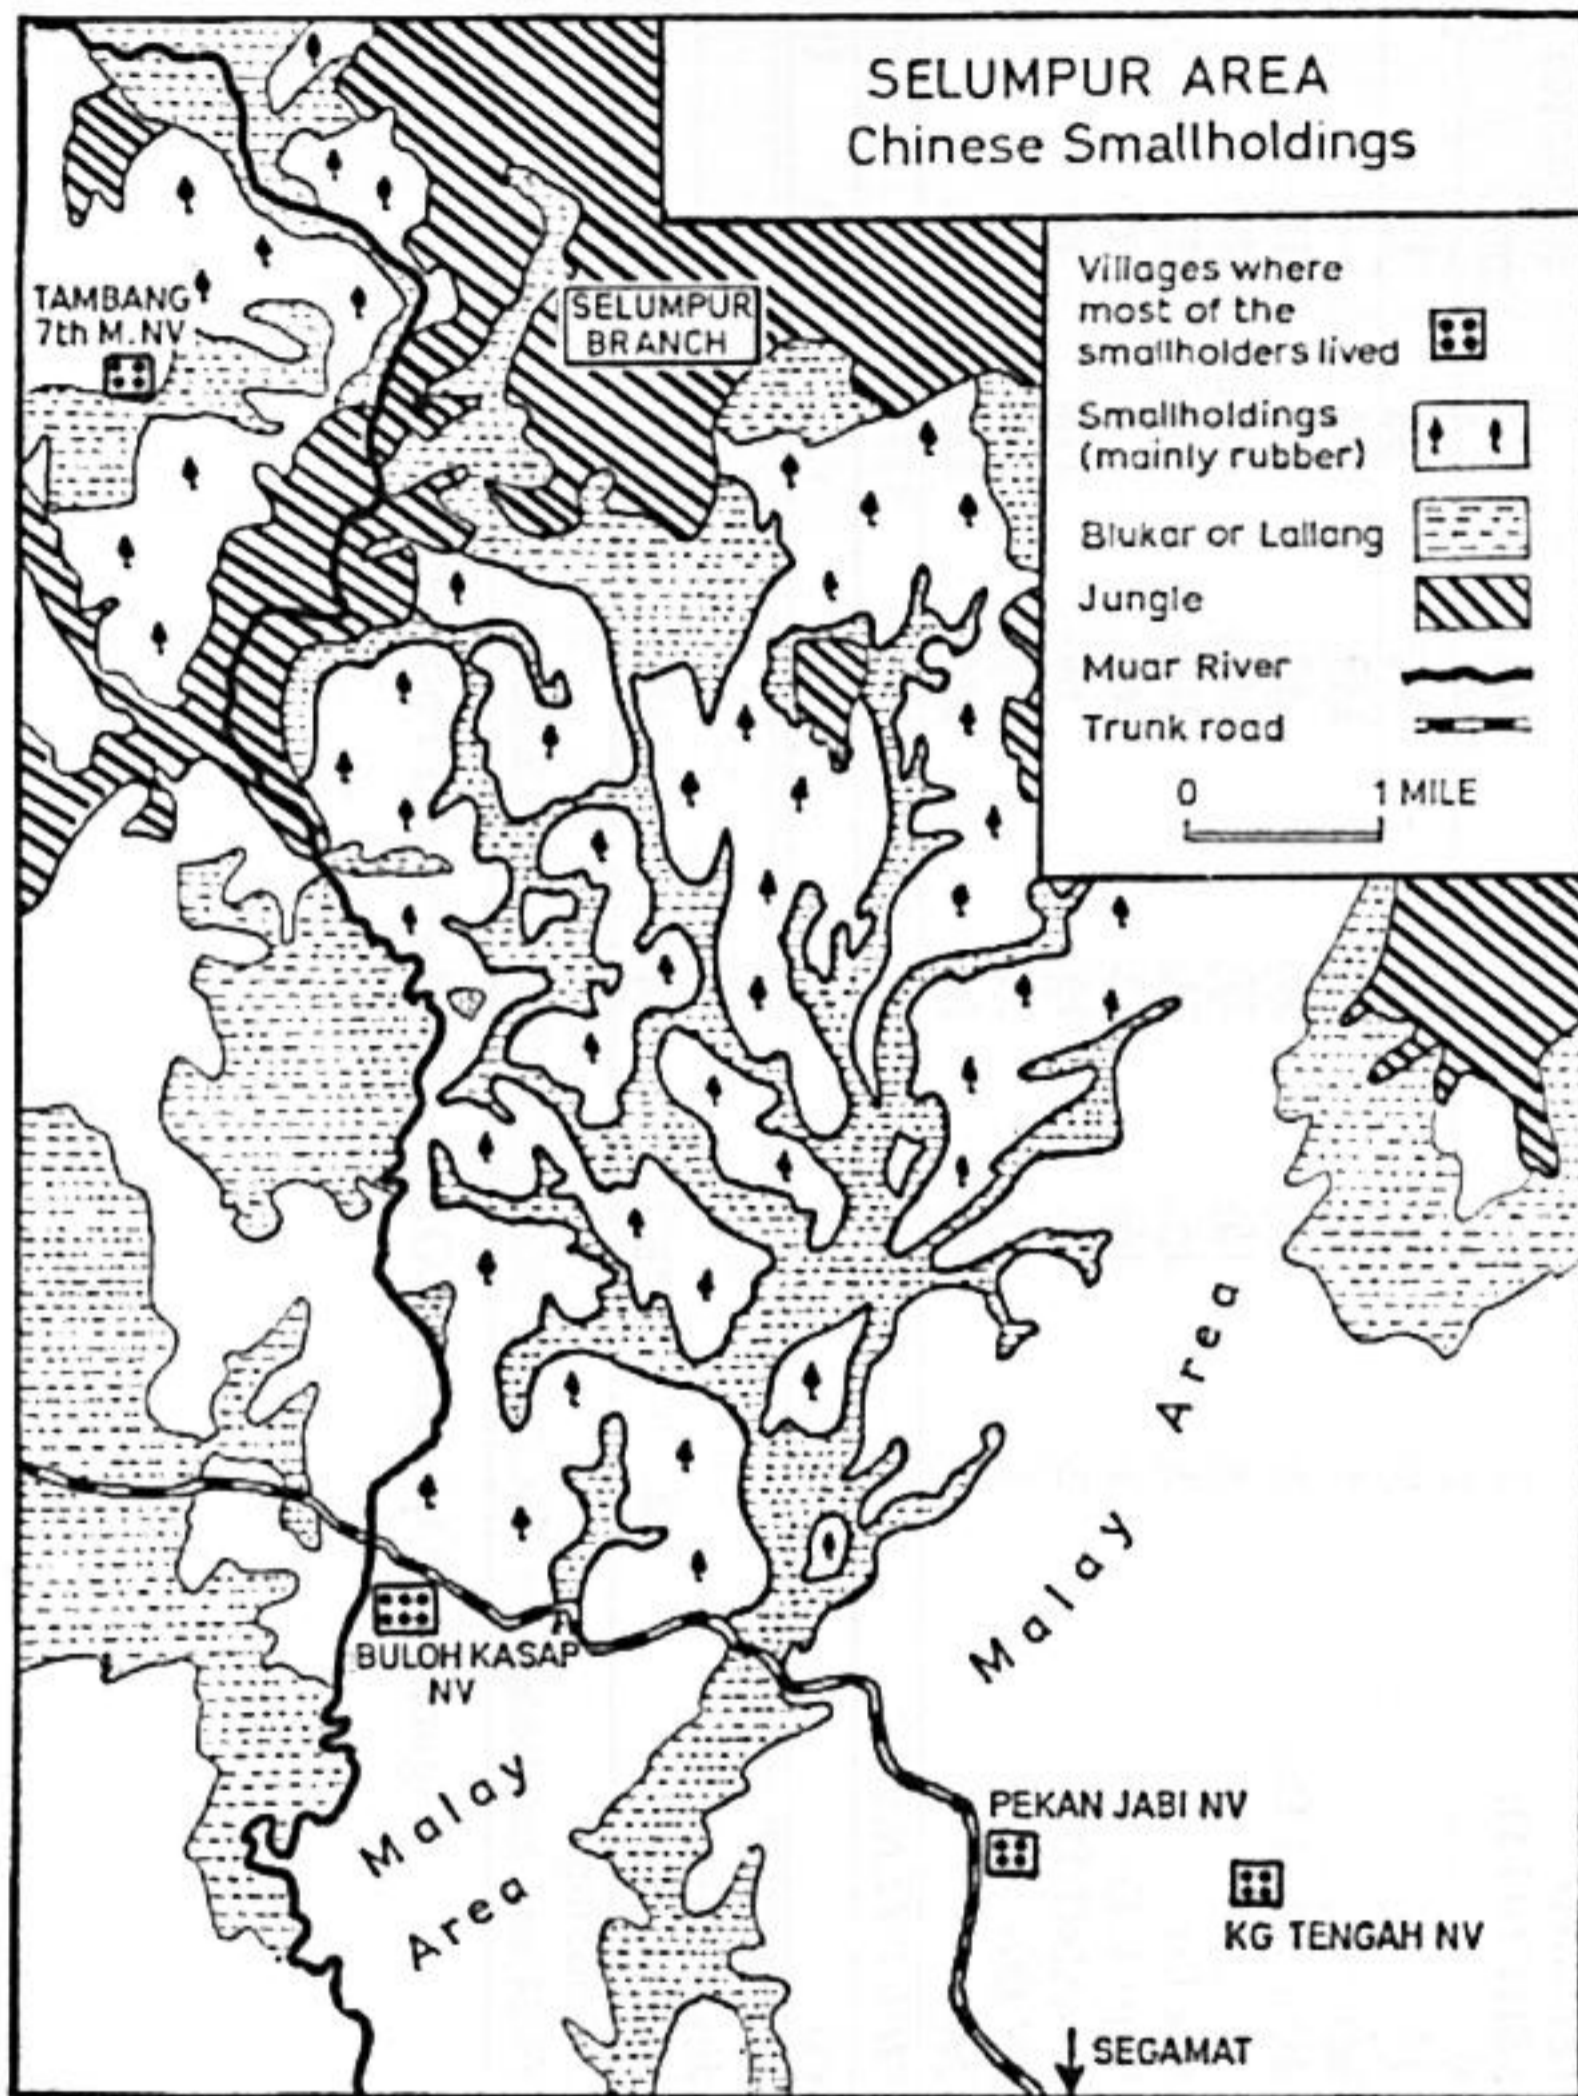 SELUMPUR AREA
Chinese Smallholdings
Villages where
most of the
smallholders lived
Smallholdings
(mainly rubber)
Blukar or Lallang
Jungle
Muar River
Trunk road
0 1 MILE
TAMBANG
7th M. NV
SELUMPUR
BRANCH
Malay Area
BULOH KASAP
NV
Malay
Area
PEKAN JABI NV
KG TENGAH NV
SEGAMAT